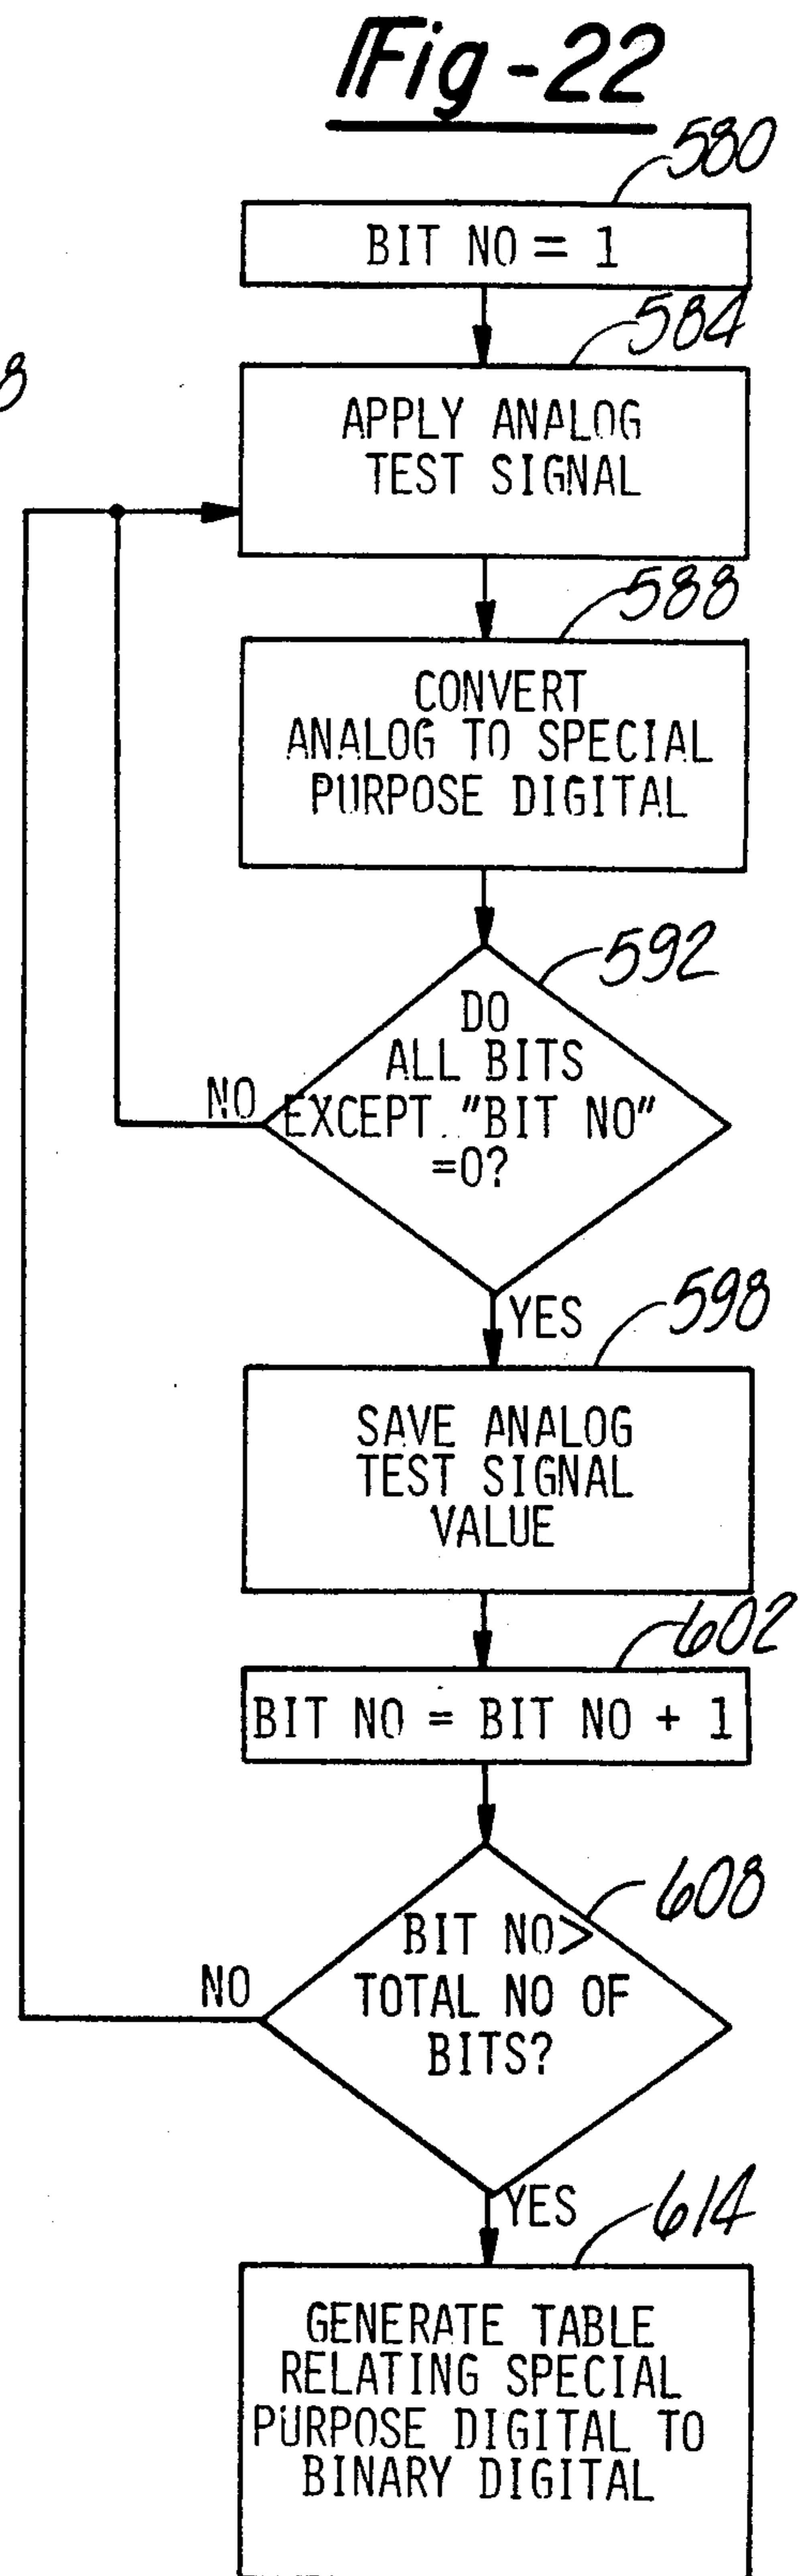 Fig-22
580
BIT NO = 1
584
8
APPLY ANALOG
TEST SIGNAL
588
CONVERT
ANALOG TO SPECIAL
PURPOSE DIGITAL
592
DO
ALL BITS
NO EXCEPT "BIT NO"
=0?
YES
598
SAVE ANALOG
TEST SIGNAL
VALUE
602
BIT NO = BIT NO + 1
608
BIT NO>
NO TOTAL NO OF
BITS?
YES
614
GENERATE TABLE
RELATING SPECIAL
PURPOSE DIGITAL TO
BINARY DIGITAL